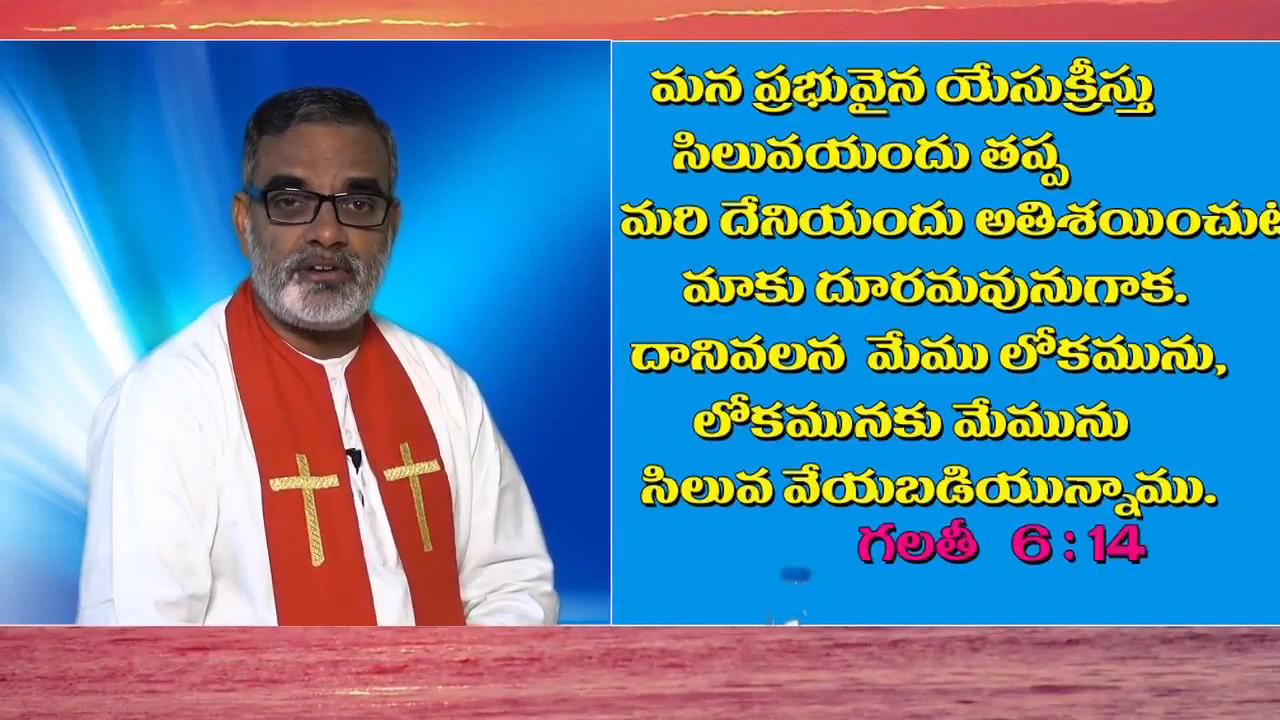 మన ప్రభువైన యేసుక్రీస్తు
సిలువయందు తప్ప
మరి దేనియందు అతిశయించుట
మాకు దూరమవునుగాక.
దానివలన మేము లోకమును,
లోకమునకు మేమును
సిలువ వేయబడియున్నాము.
గలతీ 6 : 14